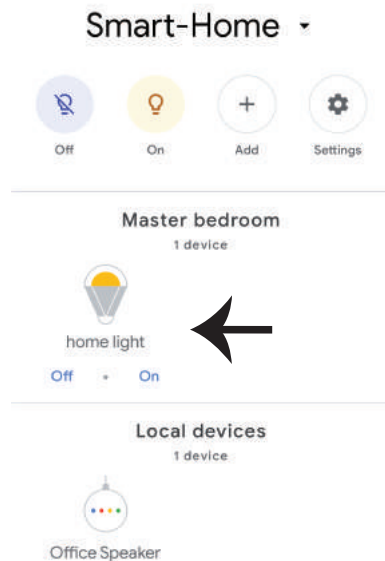 Smart-Home
Off On Add Settings
Master bedroom
1 device
home light
Off • On
Local devices
1 device
Office Speaker